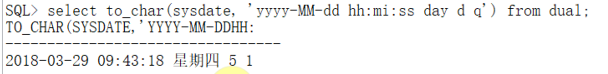 SQL> select to_char(sysdate, 'yyyy-MM-dd hh:mi:ss day d q') from dual;
TO_CHAR(SYSDATE,'YYYY-MM-DDHH:
---------------------------------
2018-03-29 09:43:18 星期四 5 1